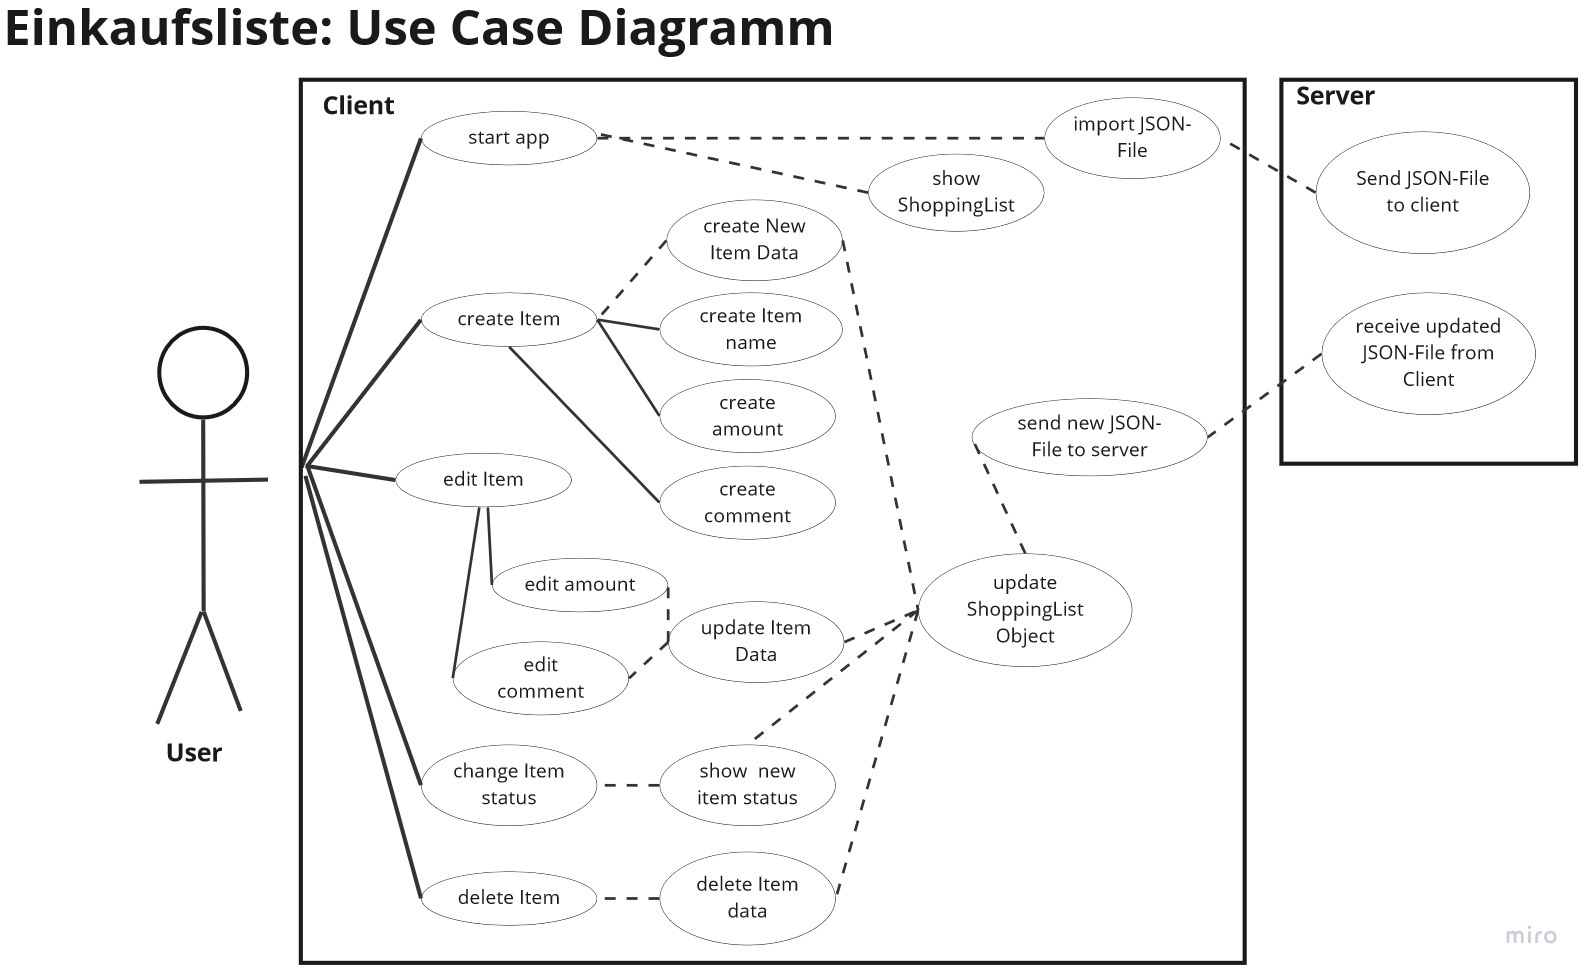 Einkaufsliste: Use Case Diagramm
Client
Server
start app
import JSON-
File
show
ShoppingList
Send JSON-File
to client
create New
Item Data
create Item
create Item
name
receive updated
JSON-File from
Client
create
amount
send new JSON-
File to server
edit Item
create
comment
edit amount
update
ShoppingList
Object
update Item
Data
edit
comment
User
change Item
status
show  new
item status
delete Item
delete Item
data
miro